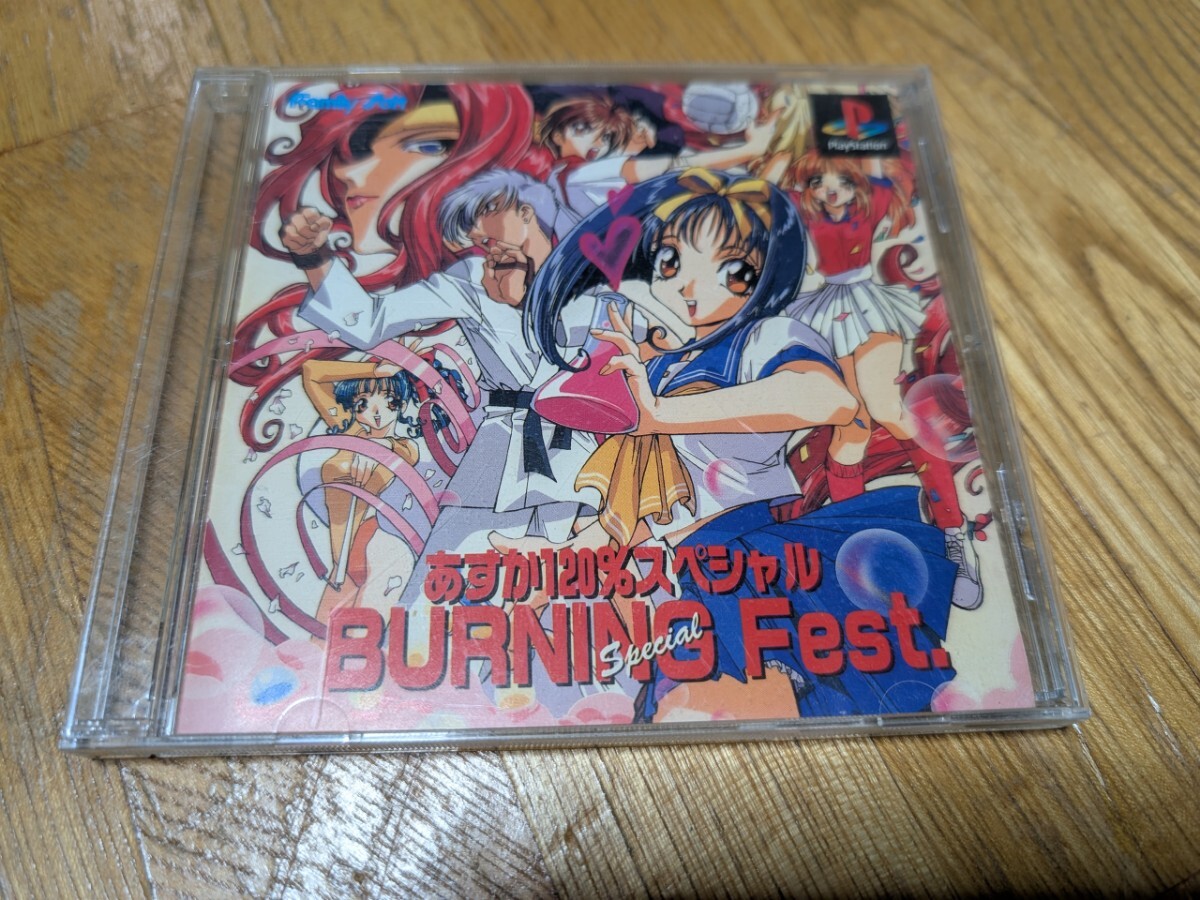 Family Soft
PlayStation
あすか120%スペシャル
BURNING Fest.
Special